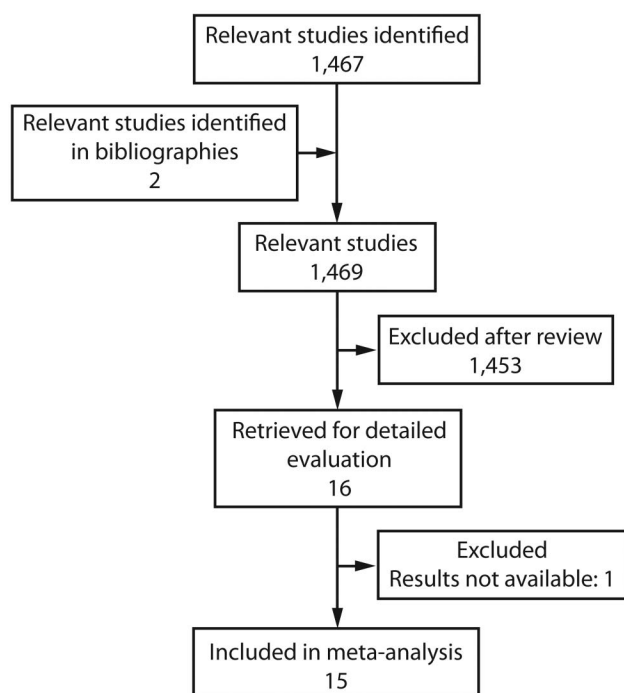 Relevant studies identified
1,467
Relevant studies identified
in bibliographies
2
Relevant studies
1,469
Excluded after review
1,453
Retrieved for detailed
evaluation
16
Excluded
Results not available: 1
Included in meta-analysis
15